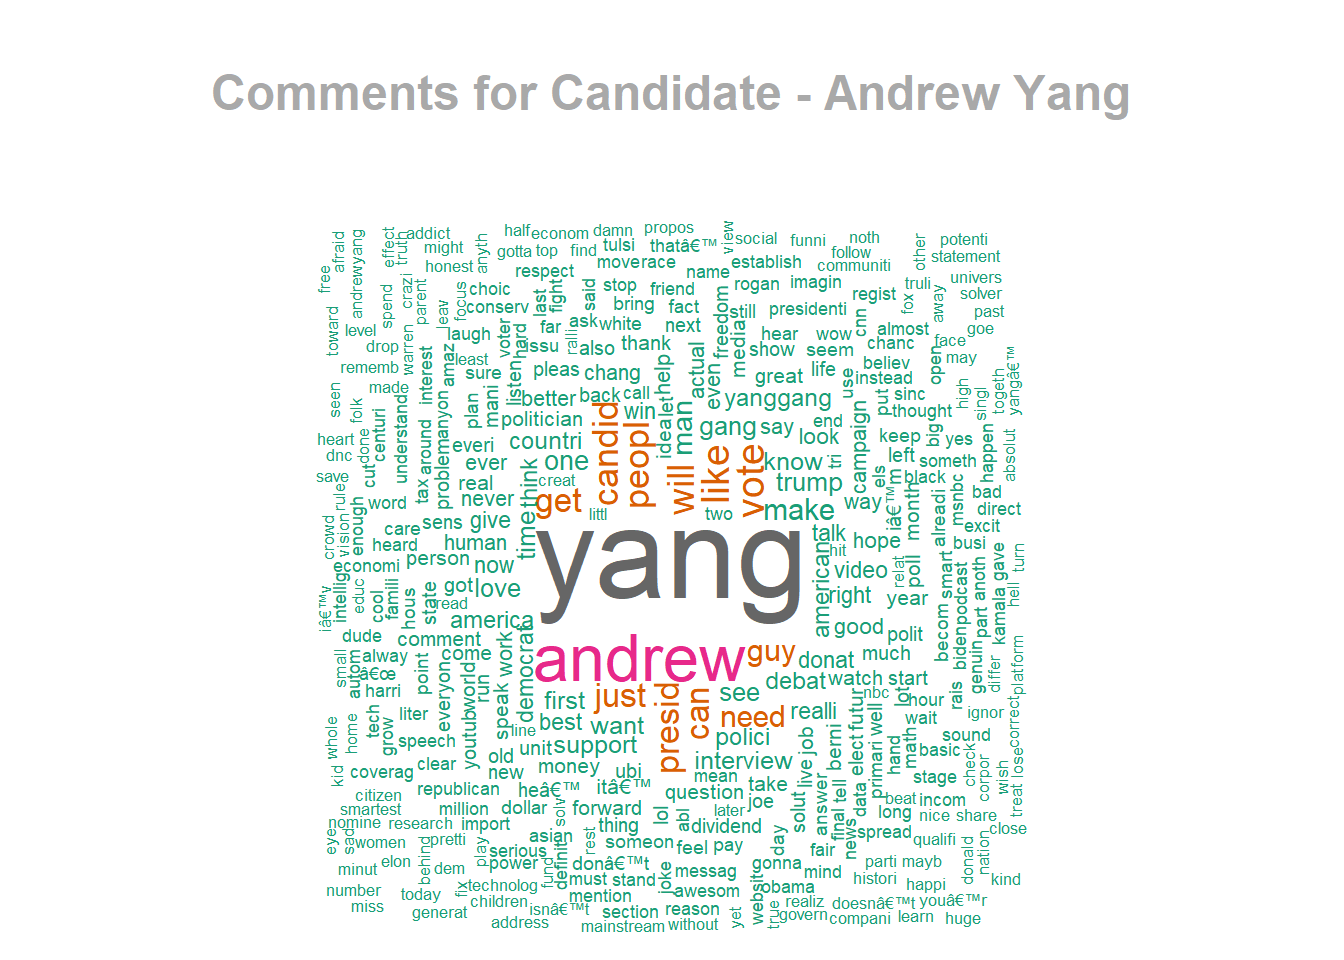 Comments for Candidate - Andrew Yang
half econom damn propos
addict
gotta top find tulsi thatâ€™ view social funni noth potenti
might
honest
anyth
truth
effect
andrewyang
afraid
free
respect moverace name establish follow communiti other statement
choic last fight said stop friend rogan imagin univers
conserv bring fact still presidenti regist truli solver
spend crazi parent leav focus fox away past
toward level laugh voter hard far ask white next freedom media hear wow cnn almost goe
drop warren least issu ralli also thank show seem chanc face
rememb interest amaz sure listen pleas chang help actual even great life believ open may yangâ€™
made mani better back call yanggang use instead high
seen folk plan politician win idea let man put sinc thought singl togeth
heart done centuri understand yon everi countri candid peopl gang say end look campaign keep big yes happen absolut
dnc cut around problem ever one will like vote know tri left someth
save tax real creat trump els black bad
rule word never think get littl two make way iâ€™m month msnbc direct
crowd vision enough care sens give time talk hope alreadi excit
heard human yang hit poll busi
economi person now american video relat smart turn
intellig educ cool famili got love right year becom podcast anoth gave hell
iâ€™v hous state read part kamala
dude america good polit biden
comment democrat andrew guy genuin
small alway come work donat much differ platform
autom â€œ point everyon world speak debat watch start rais
harri run first just presid can need see nbc lot hour
tech liter youtub line best want realli futur well wait ignor correct
whole home grow speech unit support polici job berni elect primari hand math sound
kid clear old interview live basic
coverag new money ubi mean take data stage check corpor wish lose
republican heâ€™ itâ€™ question solut answer tell beat incom treat
citizen million dollar solv forward later joe final long nice share
smartest
nomine research import asian thing lol abl dividend day news spread qualifi close
eye sad women pretti rest someon feel pay fair nation
behind play serious definit gonna parti mayb donald
minut elon dem power fund donâ€™t joke messag mind histori happi kind
number fix technolog must stand awesom websit obama
today children mention realiz doesnâ€™t youâ€™r
miss generat isnâ€™t section reason yet true govern compani learn huge
address mainstream without